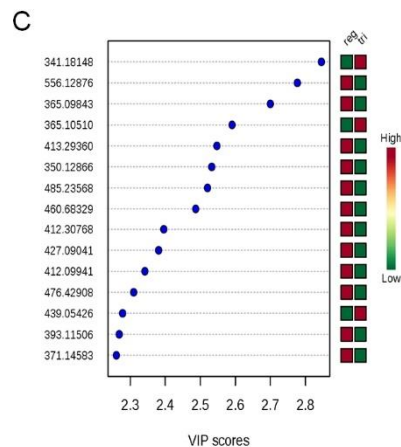 C
reg tri
341.18148
556.12876
365.09843
365.10510
413.29360
350.12866
485.23568
460.68329
412.30768
427.09041
412.09941
476.42908
439.05426
393.11506
371.14583
High
Low
2.3 2.4 2.5 2.6 2.7 2.8
VIP scores